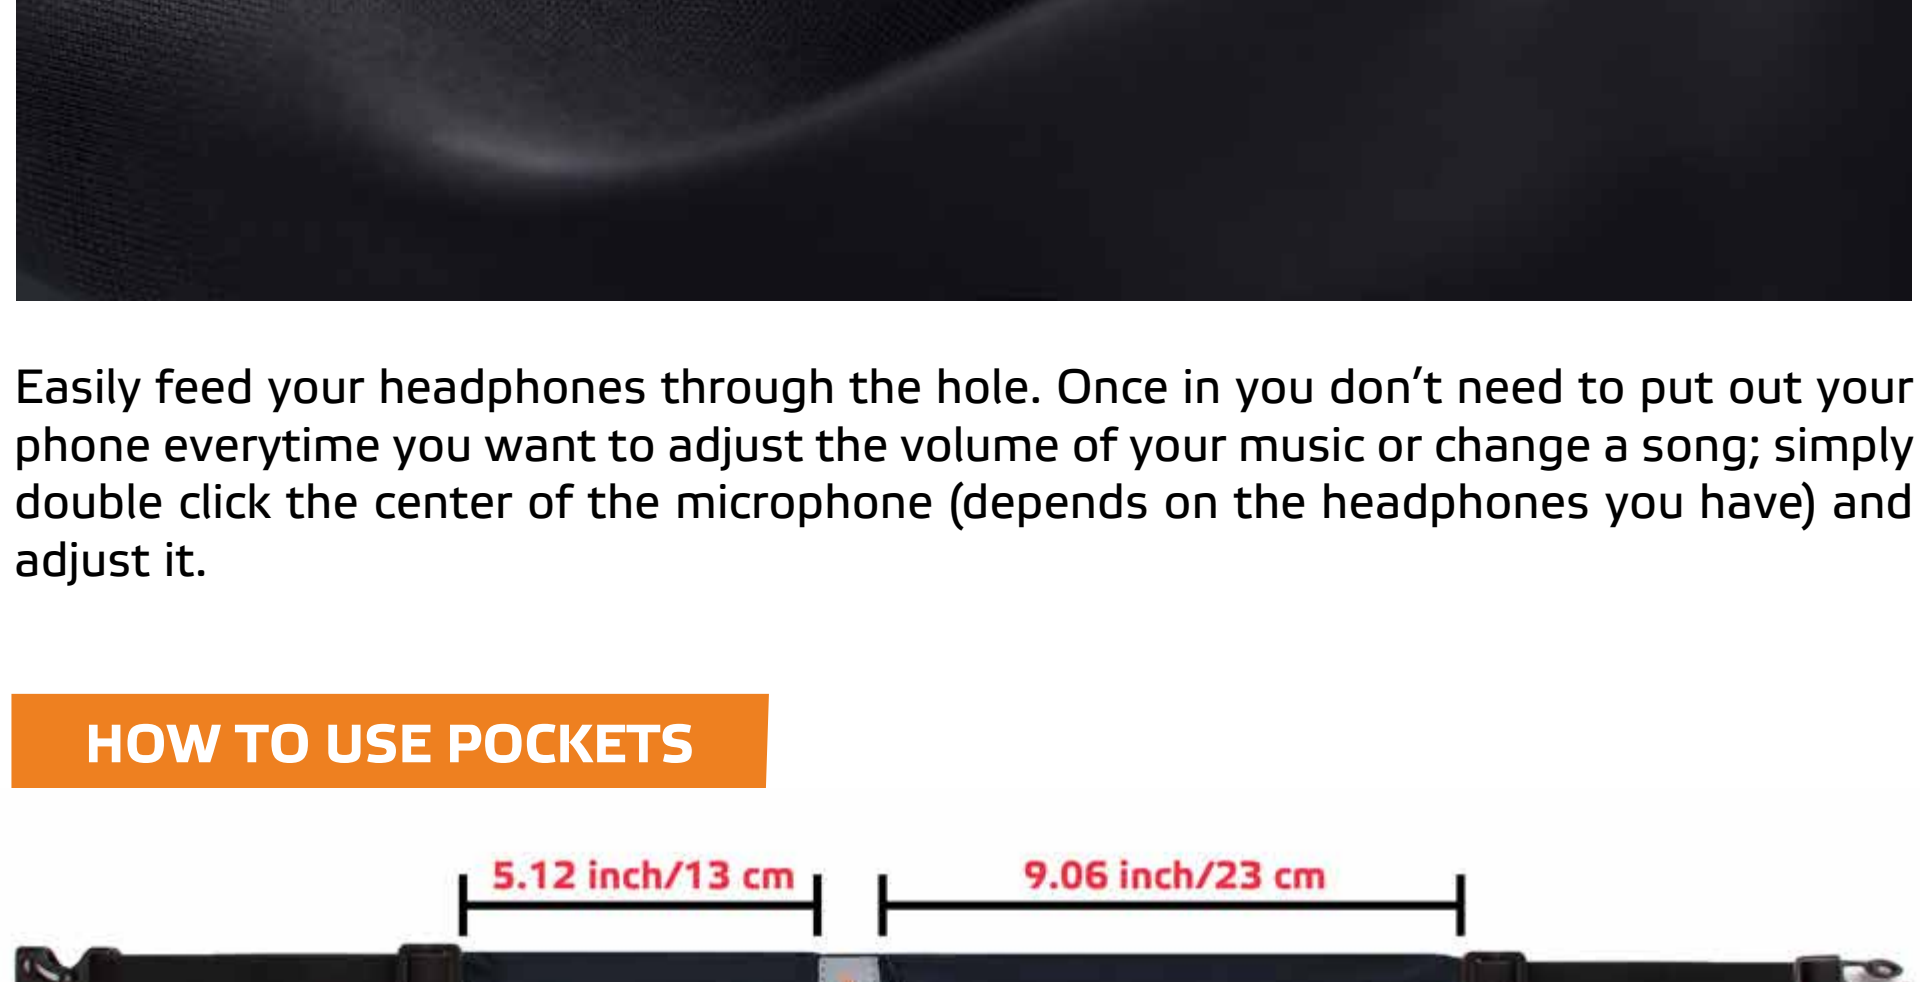 Easily feed your headphones through the hole. Once in you don’t need to put out your
phone everytime you want to adjust the volume of your music or change a song; simply
double click the center of the microphone (depends on the headphones you have) and
adjust it.
HOW TO USE POCKETS
5.12 inch/13 cm
9.06 inch/23 cm